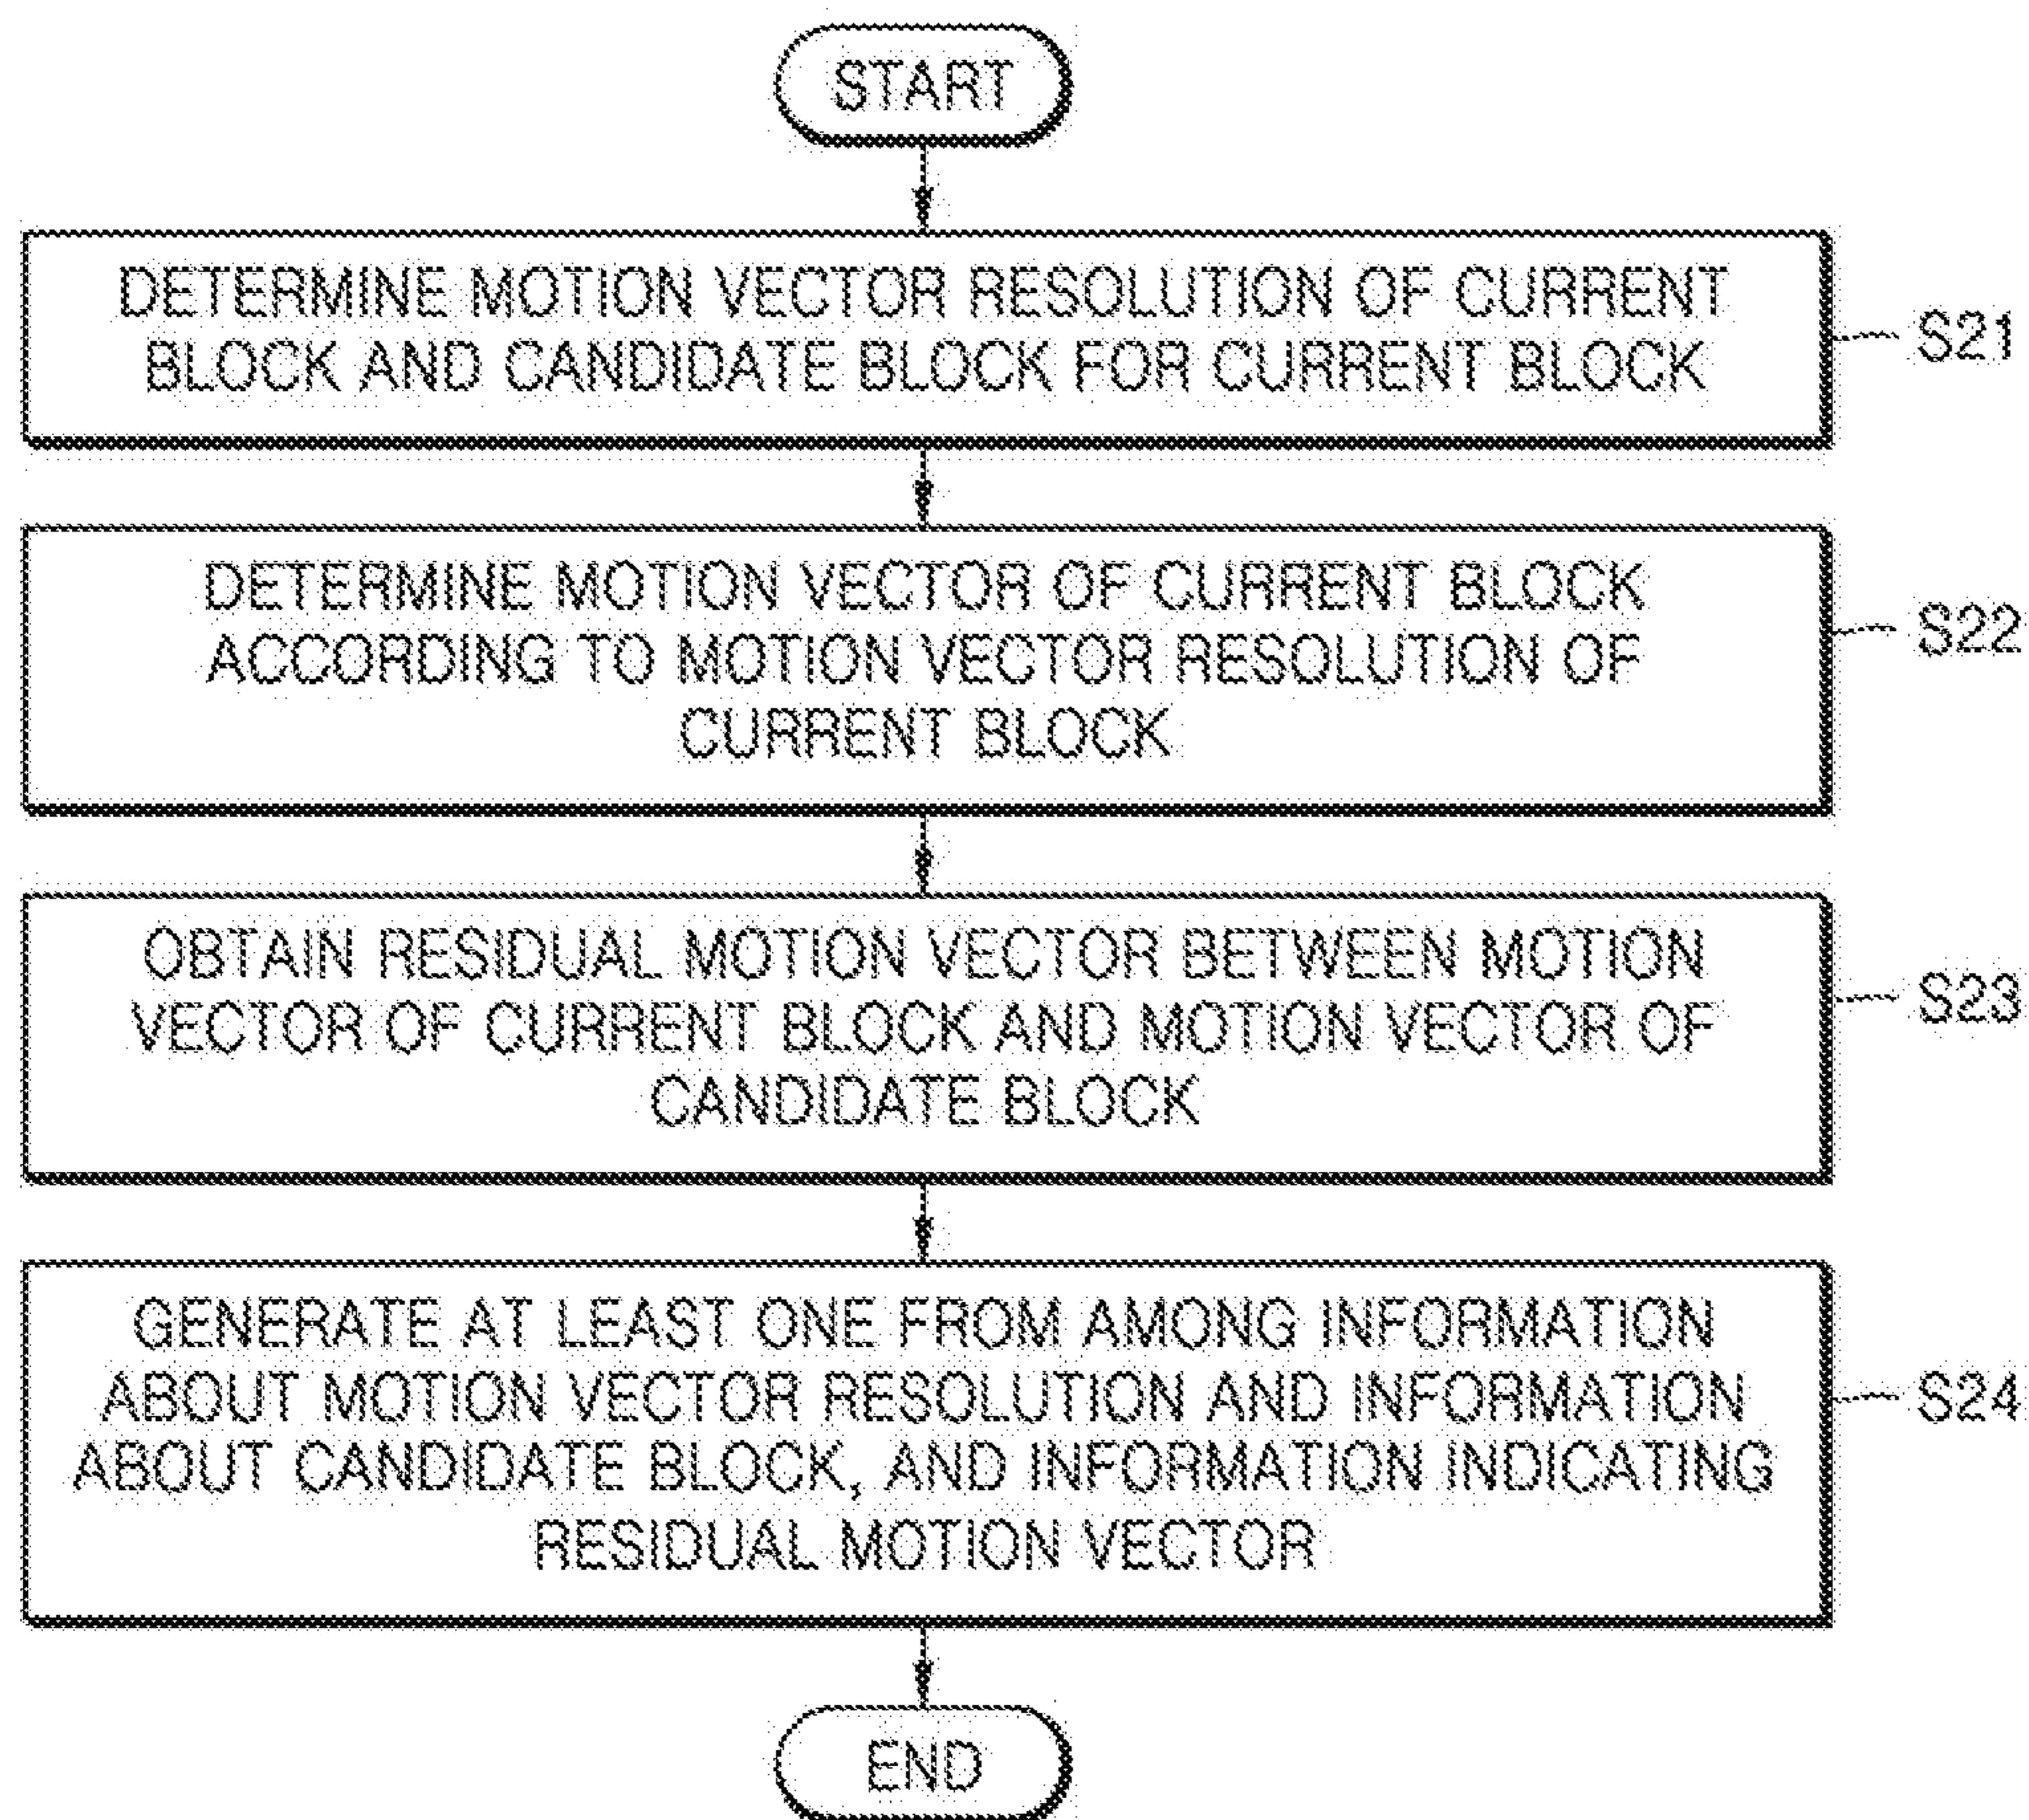 START
DETERMINE MOTION VECTOR RESOLUTION OF CURRENT
BLOCK AND CANDIDATE BLOCK FOR CURRENT BLOCK
S21
DETERMINE MOTION VECTOR OF CURRENT BLOCK
ACCORDING TO MOTION VECTOR RESOLUTION OF
CURRENT BLOCK
S22
OBTAIN RESIDUAL MOTION VECTOR BETWEEN MOTION
VECTOR OF CURRENT BLOCK AND MOTION VECTOR OF
CANDIDATE BLOCK
S23
GENERATE AT LEAST ONE FROM AMONG INFORMATION
ABOUT MOTION VECTOR RESOLUTION AND INFORMATION
ABOUT CANDIDATE BLOCK, AND INFORMATION INDICATING
RESIDUAL MOTION VECTOR
S24
END